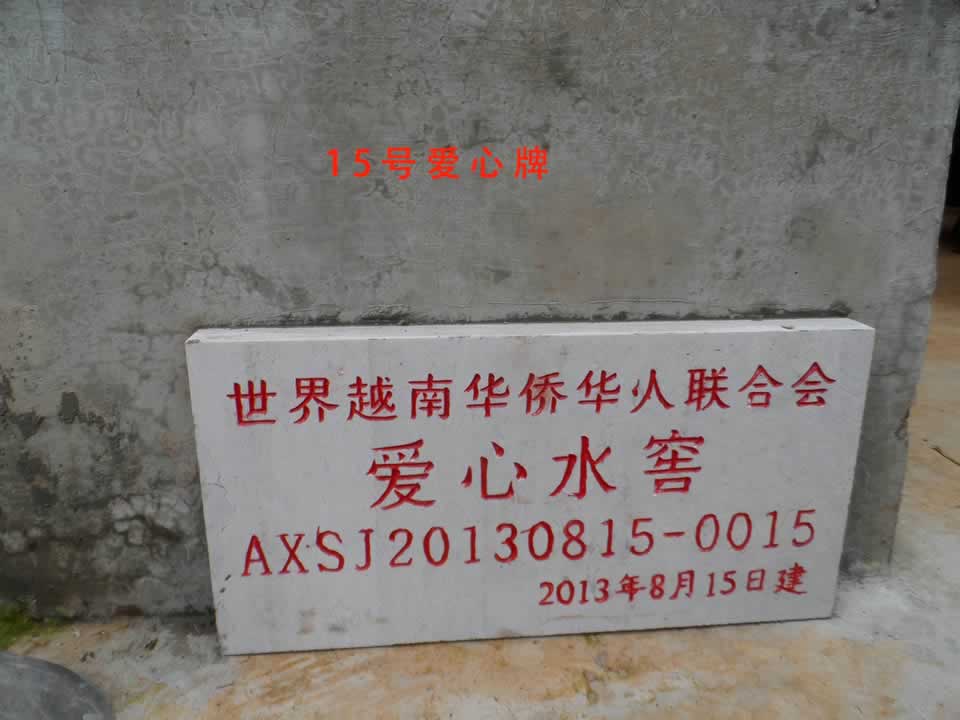 15号爱心牌
世界越南华侨华人联合会
爱心水窖
AXSJ20130815-0015
2013年8月15日建